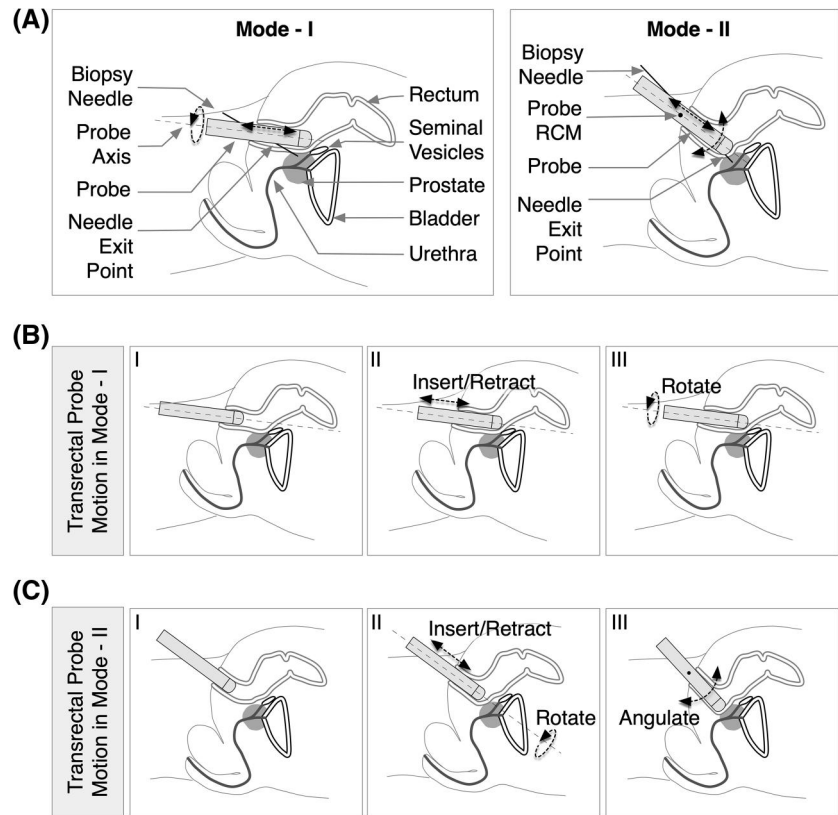 (A)
Mode - I
Biopsy
Needle
Probe
Axis
Probe
Needle
Exit
Point
Rectum
Seminal
Vesicles
Prostate
Bladder
Urethra
Mode - II
Biopsy
Needle
Probe
RCM
Probe
Needle
Exit
Point
(B)
Transrectal Probe
Motion in Mode - I
I
II
Insert/Retract
III
Rotate
(C)
Transrectal Probe
Motion in Mode - II
I
II
Insert/Retract
Rotate
III
Angulate